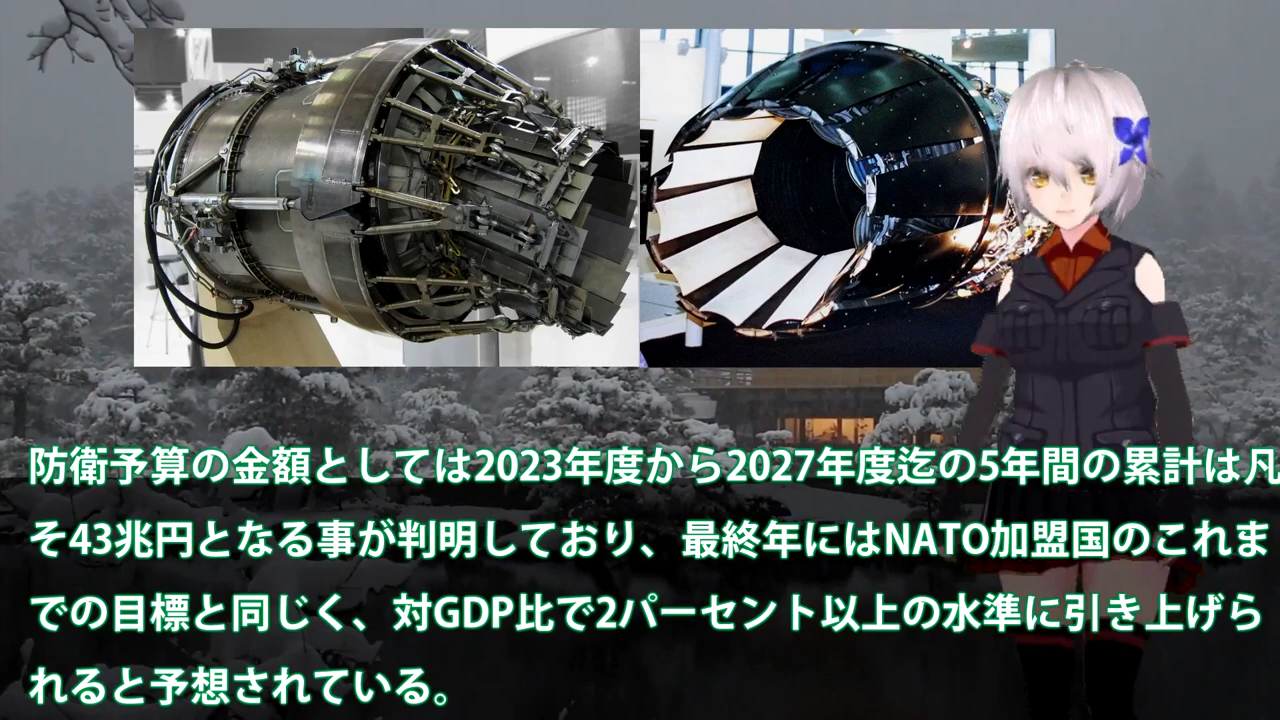 防衛予算の金額としては2023年度から2027年度迄の5年間の累計は凡
そ43兆円となる事が判明しており、最終年にはNATO加盟国のこれま
での目標と同じく、対GDP比で2パーセント以上の水準に引き上げら
れると予想されている。